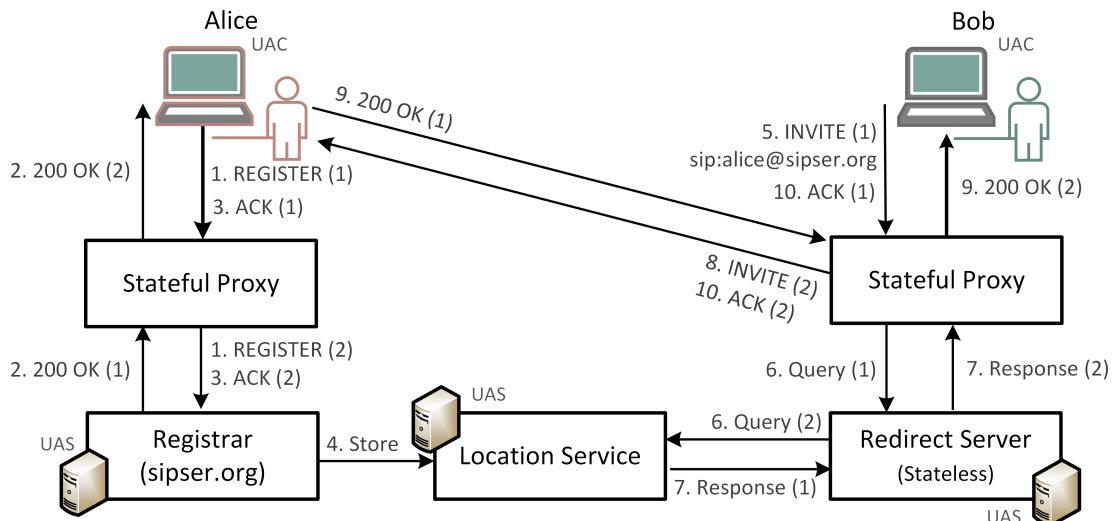 Alice
UAC
Bob
UAC
9. 200 OK (1)
5. INVITE (1)
sip:alice@sipser.org
10. ACK (1)
2. 200 OK (2)
1. REGISTER (1)
3. ACK (1)
9. 200 OK (2)
8. INVITE (2)
10. ACK (2)
Stateful Proxy
Stateful Proxy
2. 200 OK (1)
1. REGISTER (2)
3. ACK (2)
6. Query (1)
7. Response (2)
UAS
Registrar
(sipser.org)
4. Store
UAS
Location Service
6. Query (2)
7. Response (1)
Redirect Server
(Stateless)
UAS